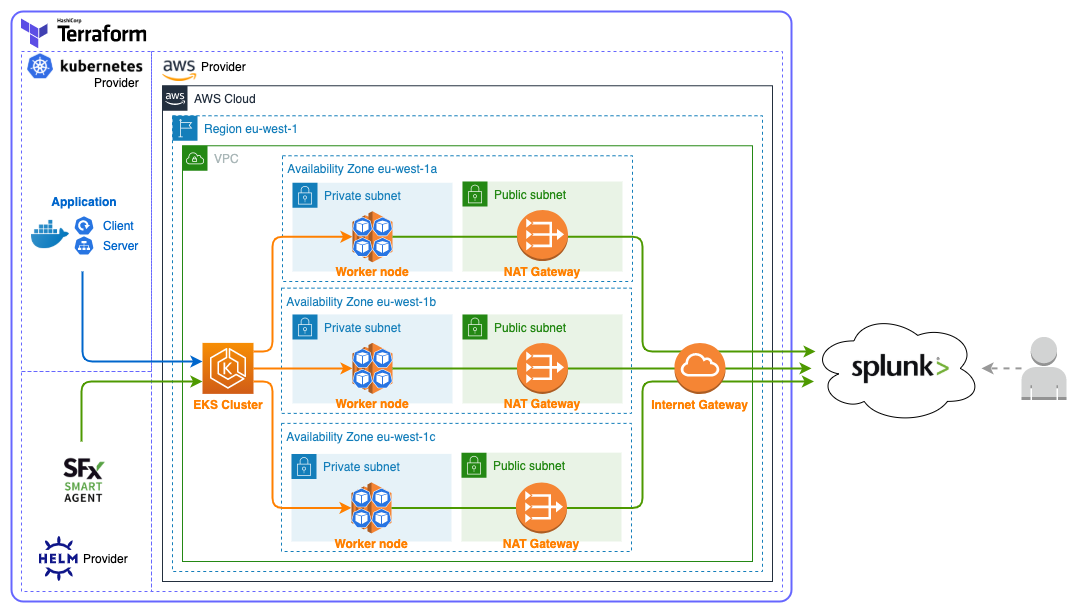 HashiCorp
Terraform
kubernetes
Provider
aws Provider
aws AWS Cloud
Region eu-west-1
VPC
Availability Zone eu-west-1a
Private subnet
Public subnet
Worker node
NAT Gateway
Application
Client
Server
Availability Zone eu-west-1b
Private subnet
Public subnet
Worker node
NAT Gateway
K
EKS Cluster
Internet Gateway
splunk>
Availability Zone eu-west-1c
Private subnet
Public subnet
Worker node
NAT Gateway
SFx
SMART
AGENT
HELM Provider